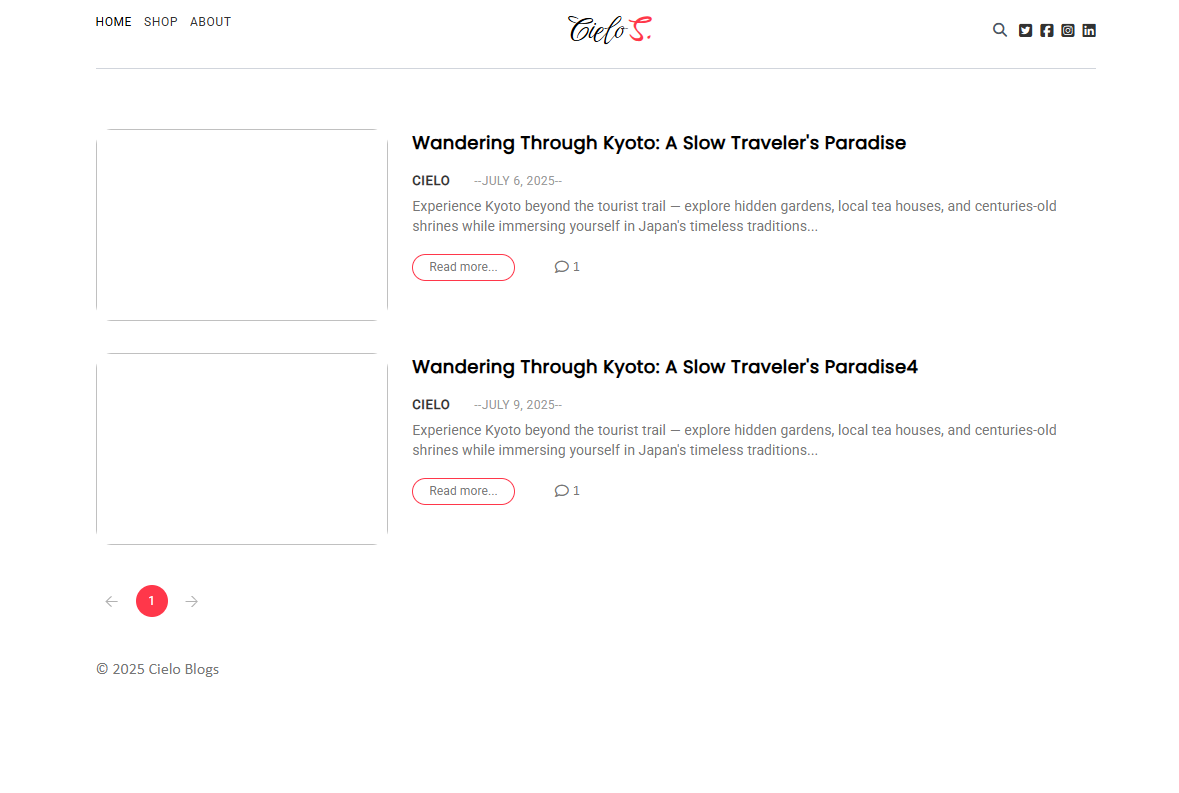 HOME SHOP ABOUT
Cielo S.
Wandering Through Kyoto: A Slow Traveler's Paradise
CIELO --JULY 6, 2025--
Experience Kyoto beyond the tourist trail — explore hidden gardens, local tea houses, and centuries-old
shrines while immersing yourself in Japan's timeless traditions...
Read more... 1
Wandering Through Kyoto: A Slow Traveler's Paradise4
CIELO --JULY 9, 2025--
Experience Kyoto beyond the tourist trail — explore hidden gardens, local tea houses, and centuries-old
shrines while immersing yourself in Japan's timeless traditions...
Read more... 1
1
© 2025 Cielo Blogs